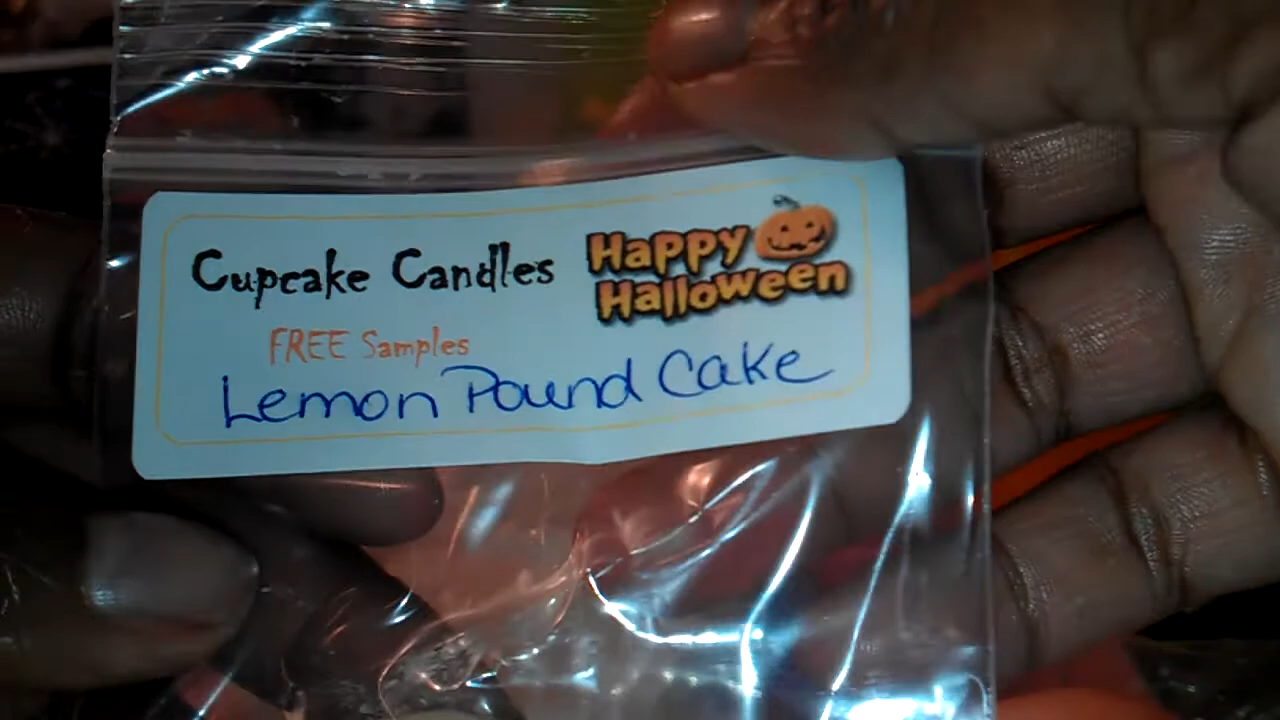 Cupcake Candles
Happy
Halloween
FREE Samples
Lemon Pound Cake